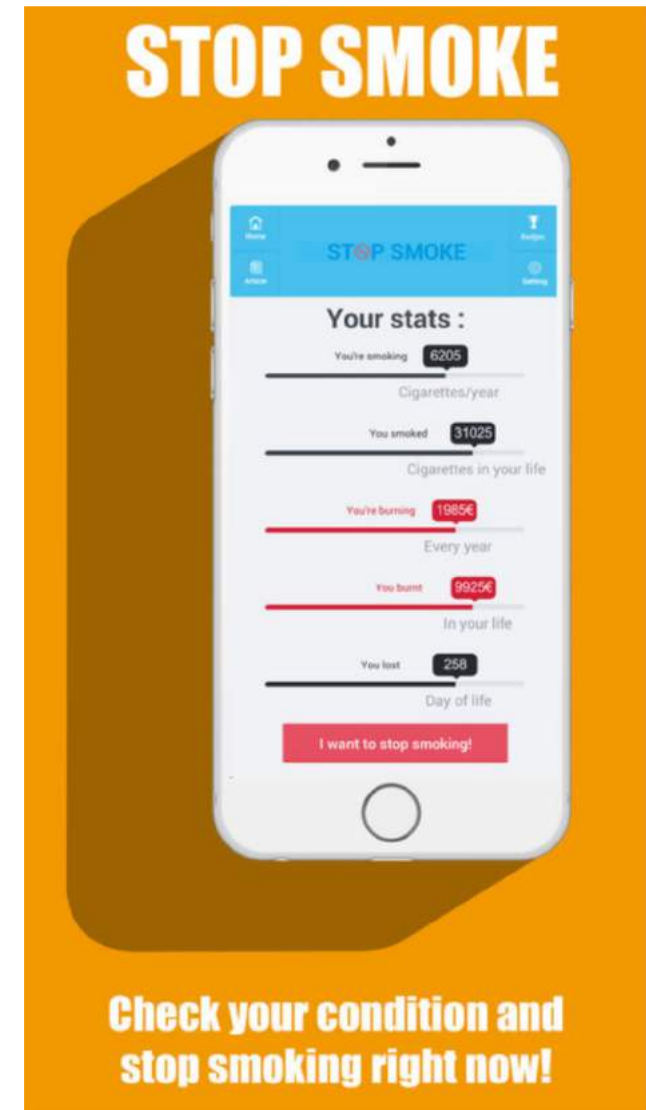 STOP SMOKE
Home
Badges
STOP SMOKE
Article
Setting
Your stats :
You're smoking 6205
Cigarettes/year
You smoked 31025
Cigarettes in your life
You're burning 1985€
Every year
You burnt 9925€
In your life
You lost 258
Day of life
I want to stop smoking!
Check your condition and
stop smoking right now!